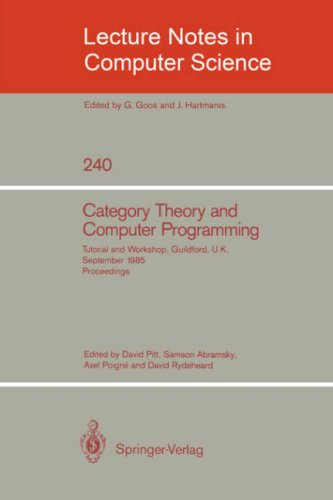 Lecture Notes in
Computer Science
Edited by G. Goos and J. Hartmanis
240
Category Theory and
Computer Programming
Tutorial and Workshop, Guildford, U.K.
September 1985
Proceedings
Edited by David Pitt, Samson Abramsky,
Axel Poigné and David Rydeheard
Springer-Verlag